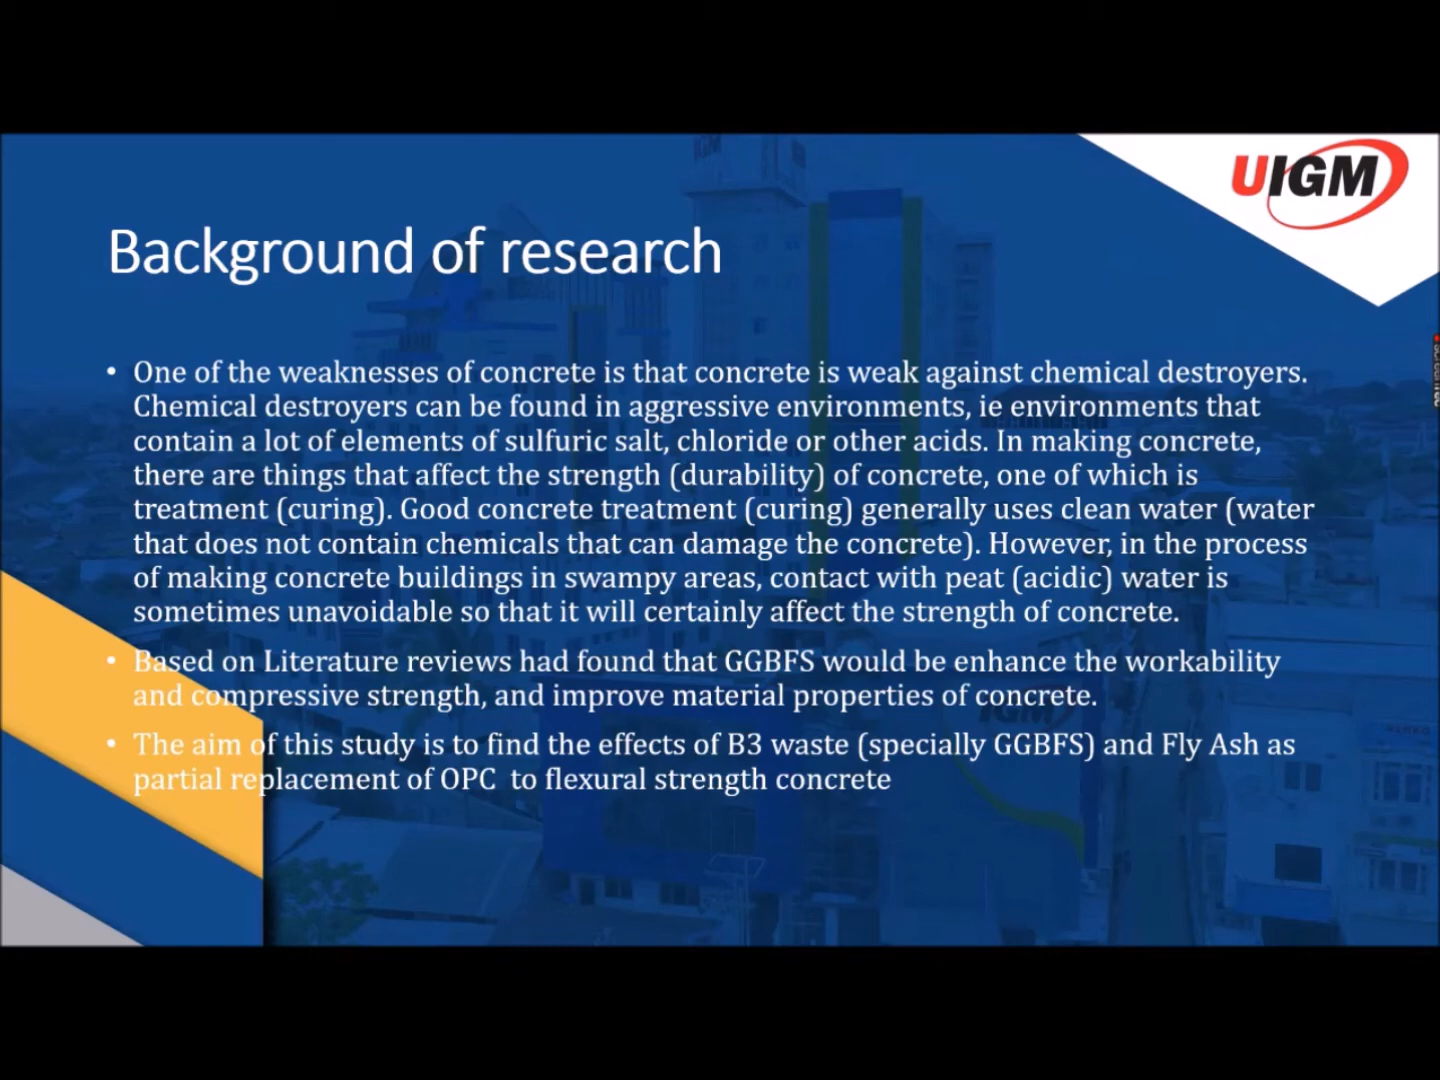 UIGM
Background of research
• One of the weaknesses of concrete is that concrete is weak against chemical destroyers.
Chemical destroyers can be found in aggressive environments, ie environments that
contain a lot of elements of sulfuric salt, chloride or other acids. In making concrete,
there are things that affect the strength (durability) of concrete, one of which is
treatment (curing). Good concrete treatment (curing) generally uses clean water (water
that does not contain chemicals that can damage the concrete). However, in the process
of making concrete buildings in swampy areas, contact with peat (acidic) water is
sometimes unavoidable so that it will certainly affect the strength of concrete.
• Based on Literature reviews had found that GGBFS would be enhance the workability
and compressive strength, and improve material properties of concrete.
• The aim of this study is to find the effects of B3 waste (specially GGBFS) and Fly Ash as
partial replacement of OPC  to flexural strength concrete